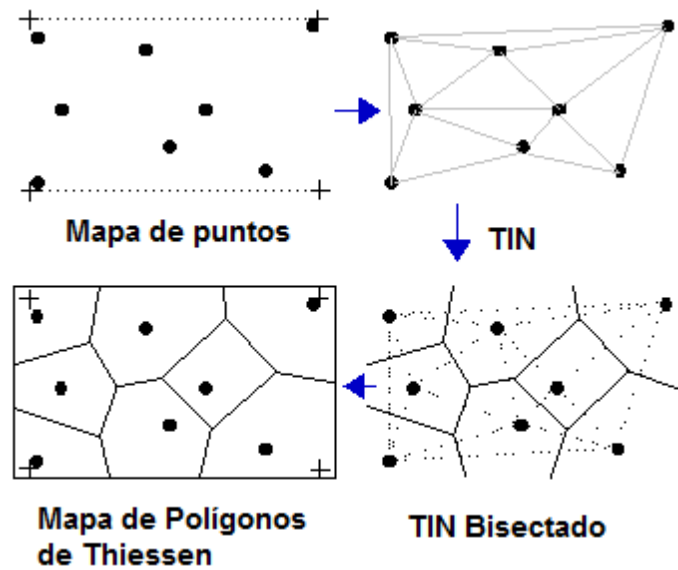 Mapa de puntos
TIN
Mapa de Polígonos
de Thiessen
TIN Bisectado